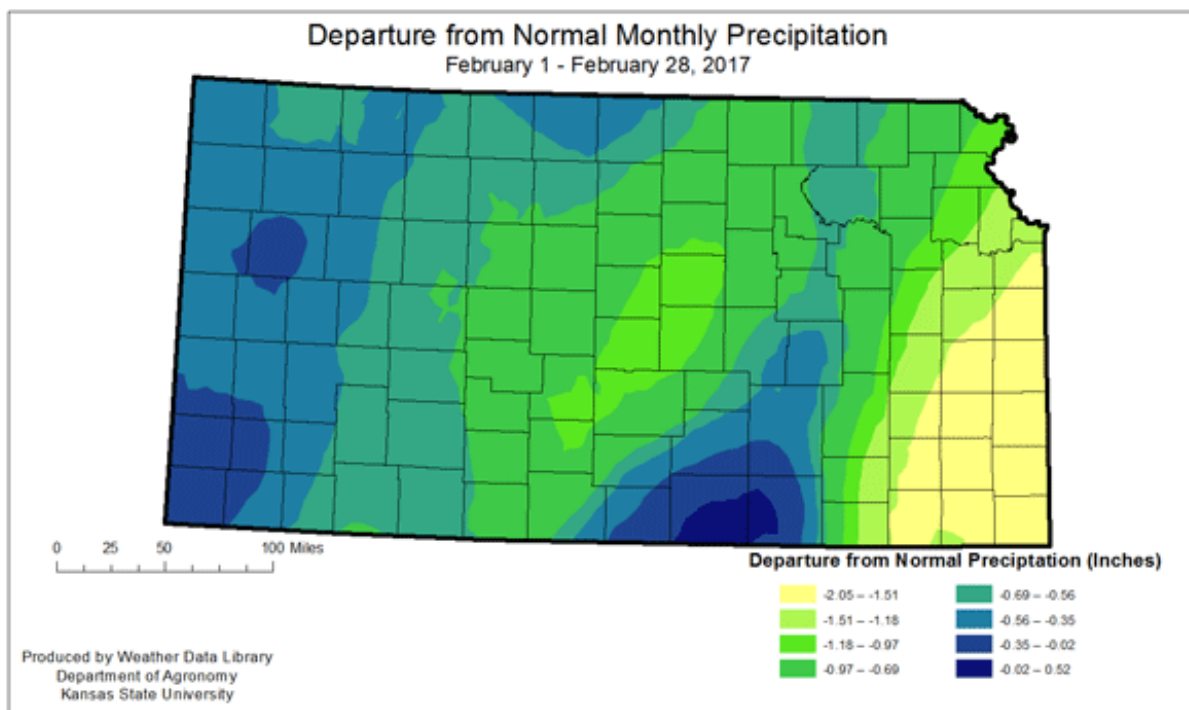 Departure from Normal Monthly Precipitation
February 1 - February 28, 2017
0 25 50 100 Miles
Departure from Normal Preciptation (Inches)
-2.05 – -1.51
-1.51 – -1.18
-1.18 – -0.97
-0.97 – -0.69
-0.69 – -0.56
-0.56 – -0.35
-0.35 – -0.02
-0.02 – 0.52
Produced by Weather Data Library
Department of Agronomy
Kansas State University